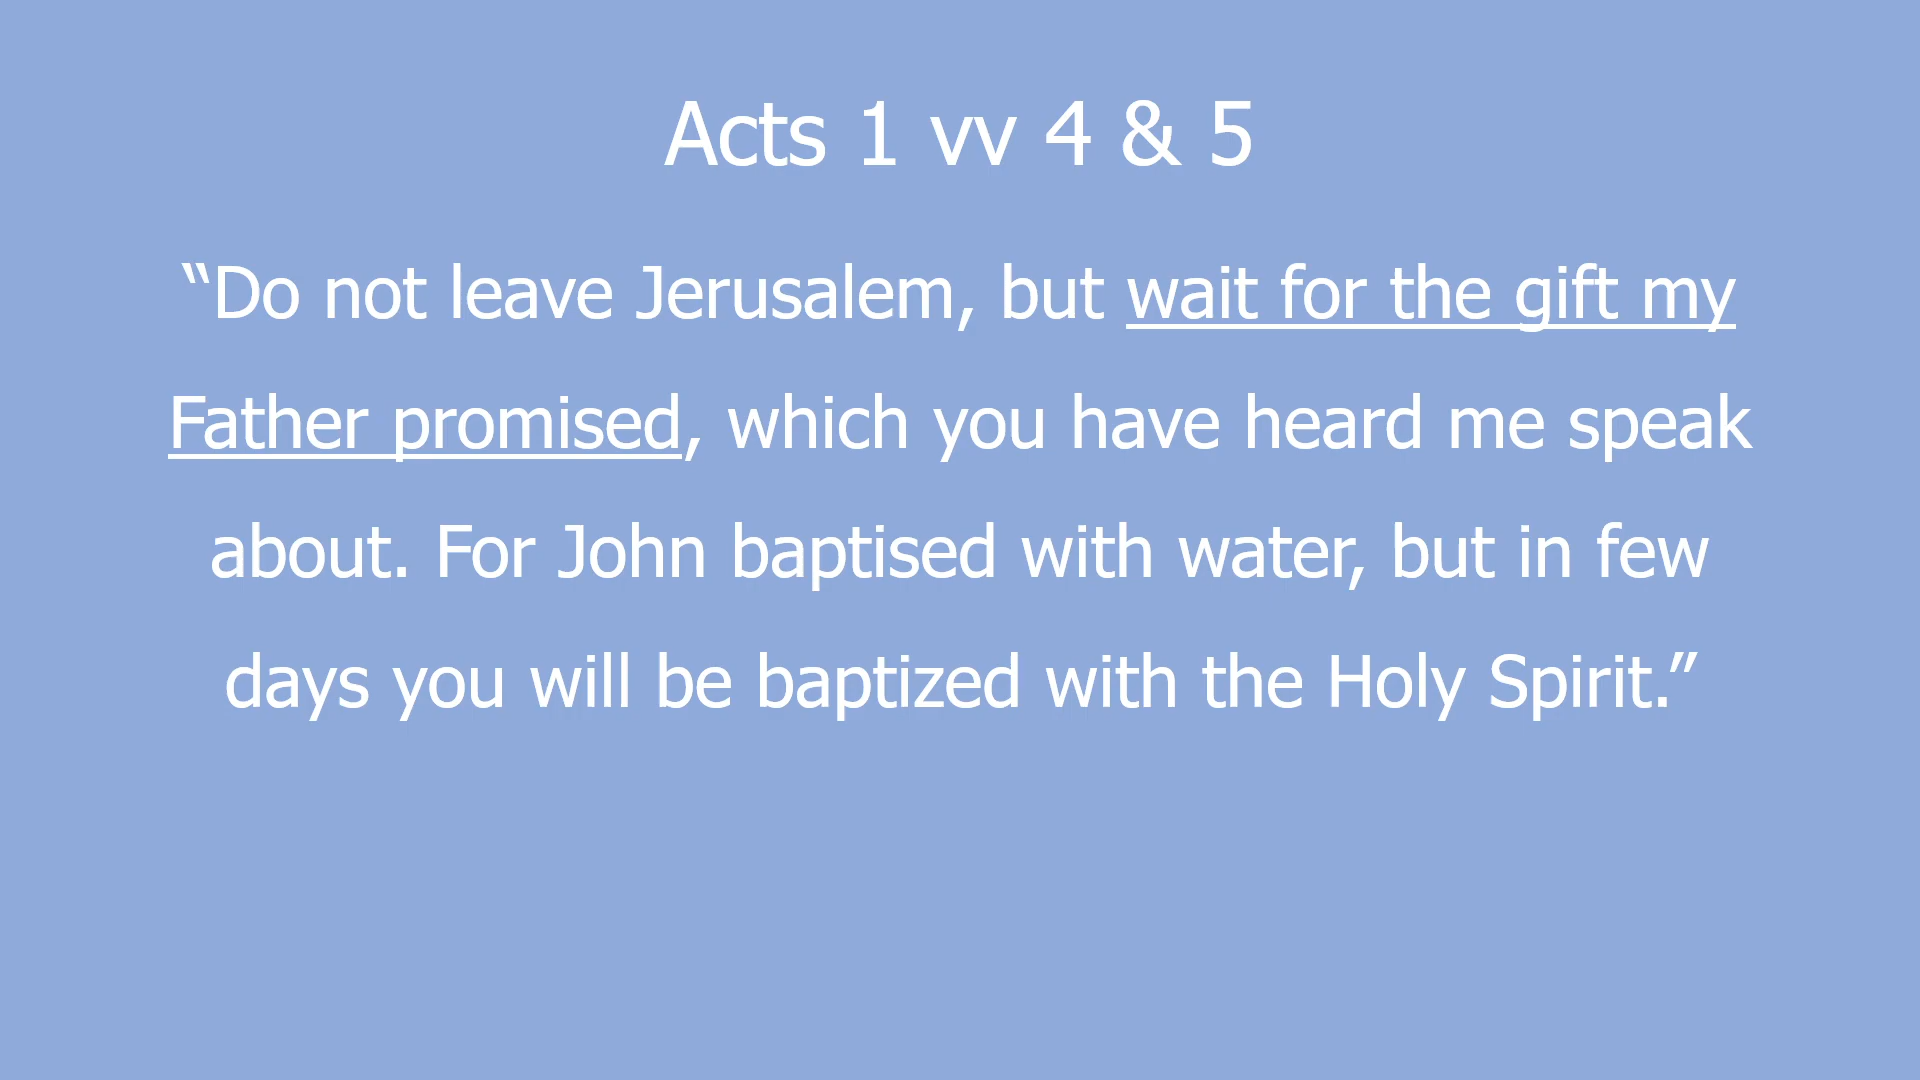 Acts 1 vv 4 & 5
“Do not leave Jerusalem, but wait for the gift my
Father promised, which you have heard me speak
about. For John baptised with water, but in few
days you will be baptized with the Holy Spirit.”